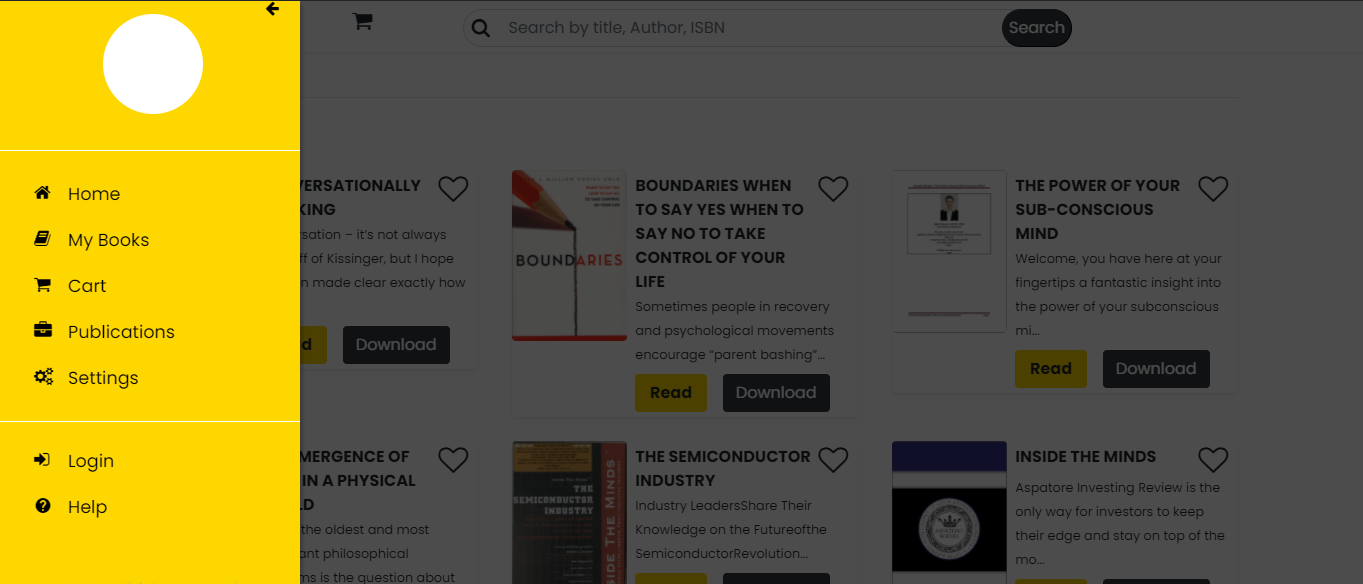 Search by title, Author, ISBN
Search
Home
My Books
Cart
Publications
Settings
Login
Help
KING
not always
of Kissinger, but I hope
made clear exactly how
Download
BOUNDARIES
BOUNDARIES WHEN
TO SAY YES WHEN TO
SAY NO TO TAKE
CONTROL OF YOUR
LIFE
Sometimes people in recovery
and psychological movements
encourage “parent bashing”...
Read
Download
THE POWER OF YOUR
SUB-CONSCIOUS
MIND
Welcome, you have here at your
fingertips a fantastic insight into
the power of your subconscious
mi...
Read
Download
MERGENCE OF
IN A PHYSICAL
LD
the oldest and most
philosophical
is the question about
THE
SEMICONDUCTOR
INDUSTRY
INSIDE THE MINDS
THE SEMICONDUCTOR
INDUSTRY
Industry LeadersShare Their
Knowledge on the Futureofthe
SemiconductorRevolution...
INSIDE THE MINDS
Aspatore Investing Review is the
only way for investors to keep
their edge and stay on top of the
mo...